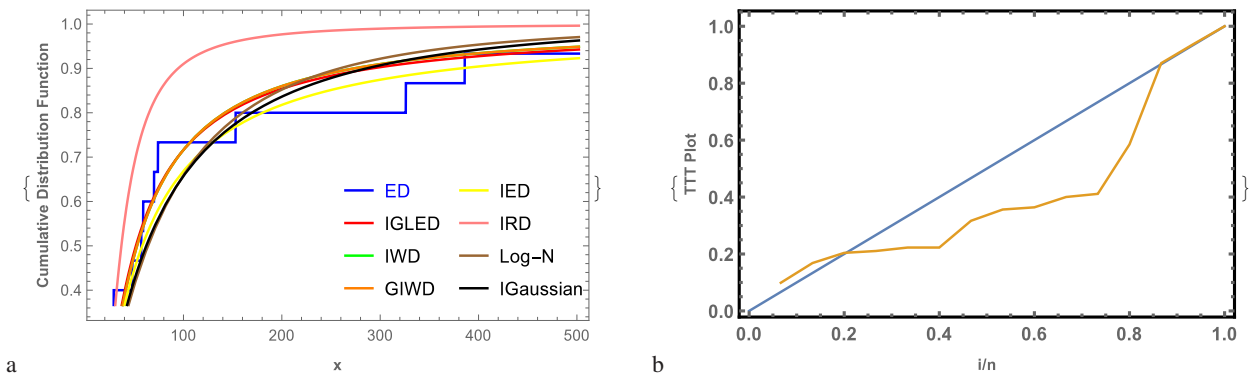 Cumulative Distribution Function
1.0
0.9
0.8
0.7
0.6
0.5
0.4
{
}
ED
IGLED
IWD
GIWD
IED
IRD
Log-N
IGaussian
100
200
300
400
500
x
a
TTT Plot
1.0
0.8
0.6
0.4
0.2
0.0
{
}
0.0
0.2
0.4
0.6
0.8
1.0
i/n
b